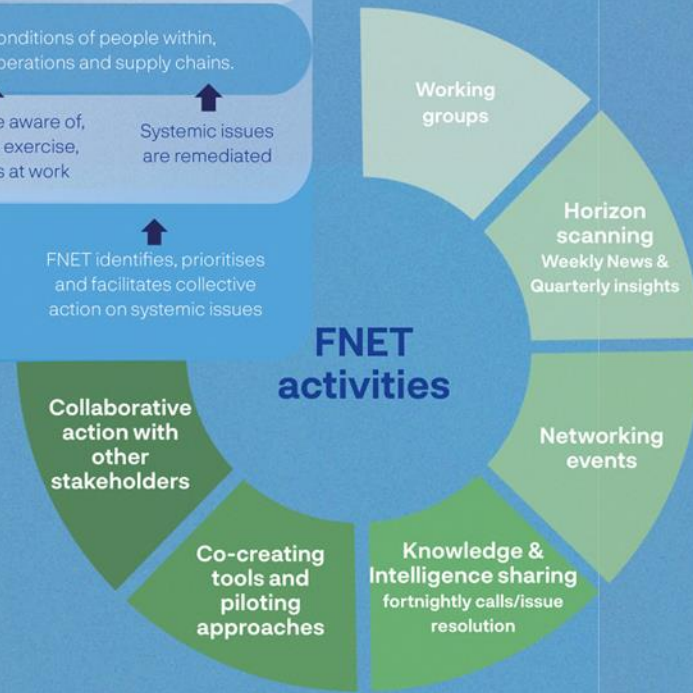 onditions of people within,
perations and supply chains.
e aware of,
exercise,
s at work
Systemic issues
are remediated
FNET identifies, prioritises
and facilitates collective
action on systemic issues
FNET
activities
Working
groups
Horizon
scanning
Weekly News &
Quarterly insights
Networking
events
Knowledge &
Intelligence sharing
fortnightly calls/issue
resolution
Co-creating
tools and
piloting
approaches
Collaborative
action with
other
stakeholders